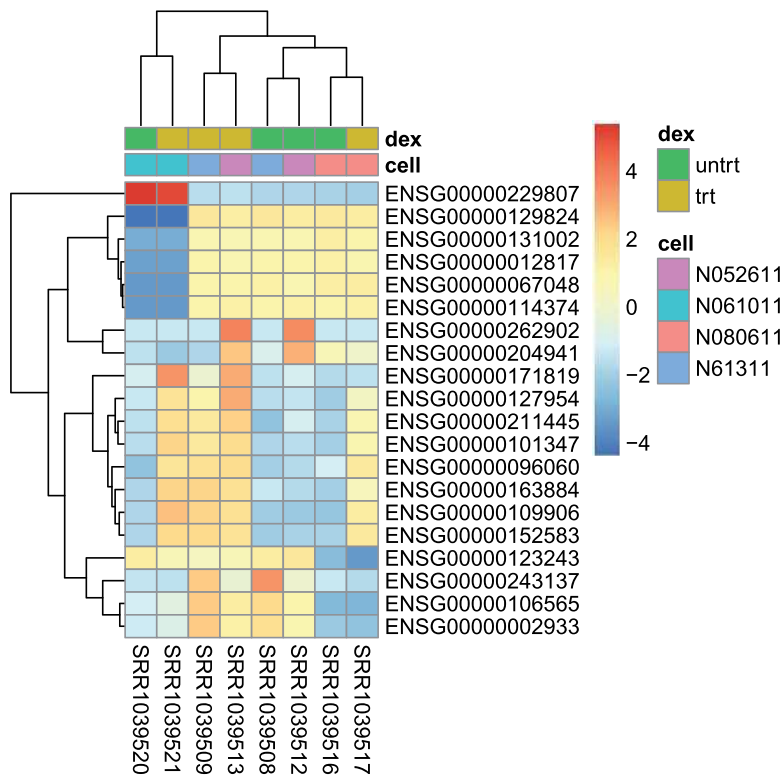 dex
cell
ENSG00000229807
ENSG00000129824
ENSG00000131002
ENSG00000012817
ENSG00000067048
ENSG00000114374
ENSG00000262902
ENSG00000204941
ENSG00000171819
ENSG00000127954
ENSG00000211445
ENSG00000101347
ENSG00000096060
ENSG00000163884
ENSG00000109906
ENSG00000152583
ENSG00000123243
ENSG00000243137
ENSG00000106565
ENSG00000002933
SRR1039520
SRR1039521
SRR1039509
SRR1039513
SRR1039508
SRR1039512
SRR1039516
SRR1039517
4
2
0
−2
−4
dex
untrt
trt
cell
N052611
N061011
N080611
N61311